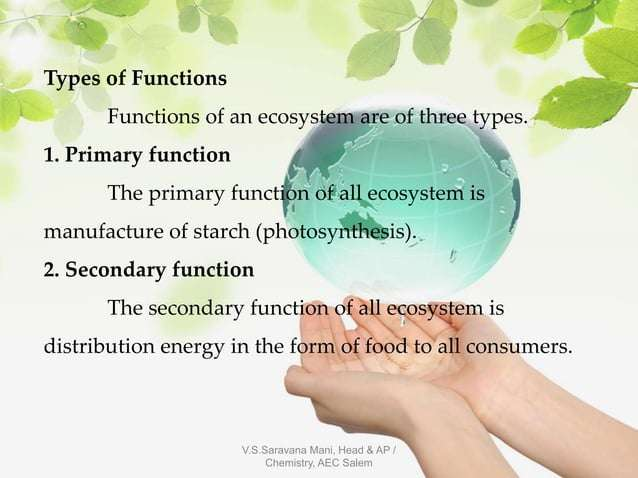 Types of Functions
Functions of an ecosystem are of three types.
1. Primary function
The primary function of all ecosystem is
manufacture of starch (photosynthesis).
2. Secondary function
The secondary function of all ecosystem is
distribution energy in the form of food to all consumers.
V.S.Saravana Mani, Head & AP /
Chemistry, AEC Salem